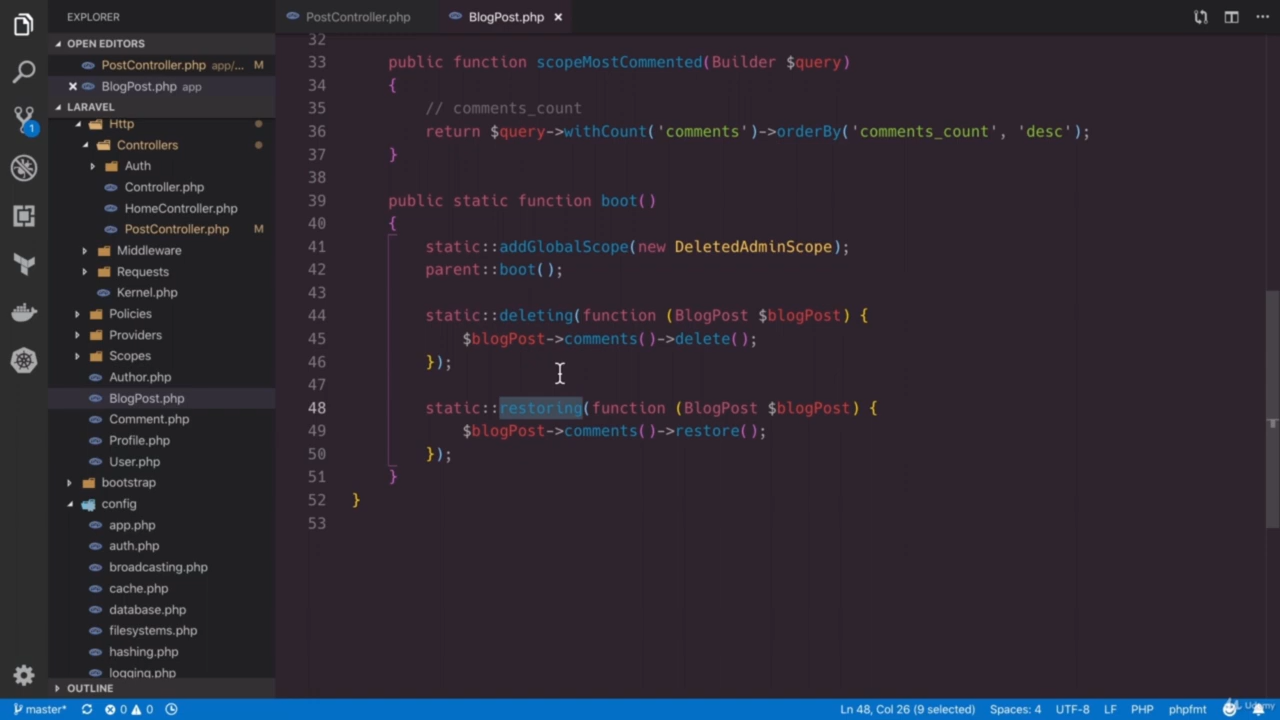 EXPLORER
OPEN EDITORS
PostController.php app/... M
BlogPost.php app
LARAVEL
Http
Controllers
Auth
Controller.php
HomeController.php
PostController.php M
Middleware
Requests
Kernel.php
Policies
Providers
Scopes
Author.php
BlogPost.php
Comment.php
Profile.php
User.php
bootstrap
config
app.php
auth.php
broadcasting.php
cache.php
database.php
filesystems.php
hashing.php
logging.php
OUTLINE
1
PostController.php BlogPost.php
32
33 public function scopeMostCommented(Builder $query)
34 {
35 // comments_count
36 return $query->withCount('comments')->orderBy('comments_count', 'desc');
37 }
38
39 public static function boot()
40 {
41 static::addGlobalScope(new DeletedAdminScope);
42 parent::boot();
43
44 static::deleting(function (BlogPost $blogPost) {
45 $blogPost->comments()->delete();
46 });
47
48 static::restoring(function (BlogPost $blogPost) {
49 $blogPost->comments()->restore();
50 });
51 }
52 }
53
master* 0 0 Ln 48, Col 26 (9 selected) Spaces: 4 UTF-8 LF PHP phpfmt
Udemy